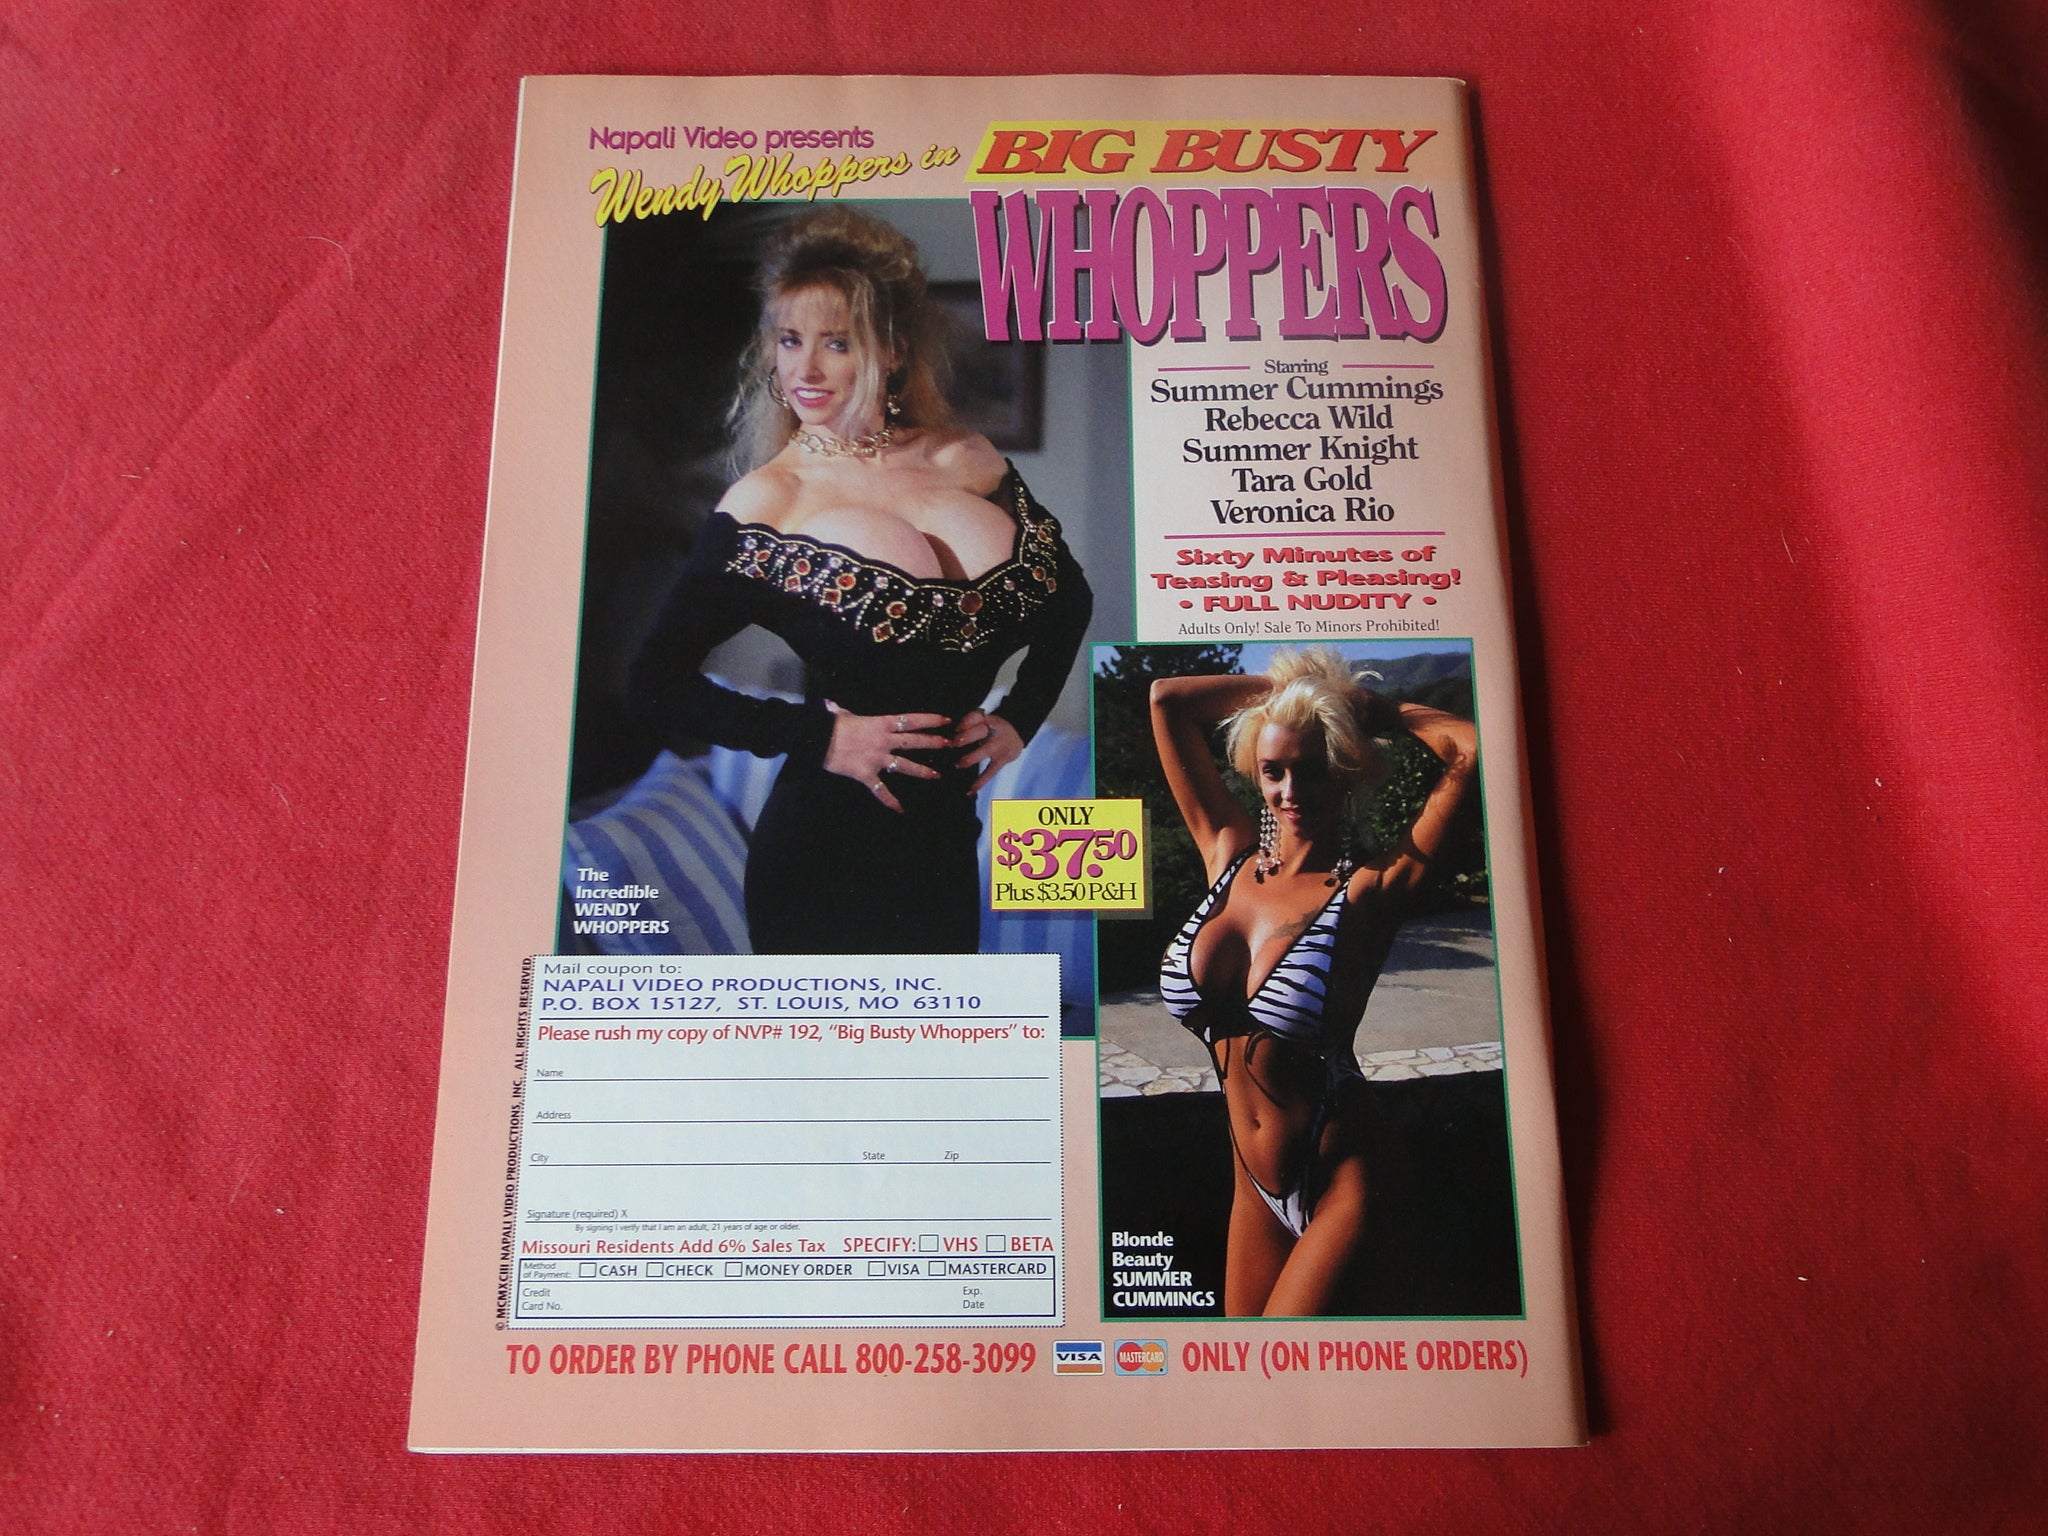 Napali Video presents
Wendy Whoppers in BIG BUSTY
WHOPPERS
Starring
Summer Cummings
Rebecca Wild
Summer Knight
Tara Gold
Veronica Rio
Sixty Minutes of
Teasing & Pleasing!
• FULL NUDITY •
Adults Only! Sale To Minors Prohibited!
ONLY
$37.50
Plus $3.50 P&H
The
Incredible
WENDY
WHOPPERS
Blonde
Beauty
SUMMER
CUMMINGS
© MCMXCIII NAPALI VIDEO PRODUCTIONS, INC. ALL RIGHTS RESERVED.
Mail coupon to:
NAPALI VIDEO PRODUCTIONS, INC.
P.O. BOX 15127, ST. LOUIS, MO 63110
Please rush my copy of NVP# 192, "Big Busty Whoppers" to:
Name
Address
City State Zip
Signature (required) X
By signing I verify that I am an adult, 21 years of age or older.
Missouri Residents Add 6% Sales Tax SPECIFY: VHS BETA
Method
of Payment: CASH CHECK MONEY ORDER VISA MASTERCARD
Credit Exp.
Card No. Date
TO ORDER BY PHONE CALL 800-258-3099 VISA MASTERCARD ONLY (ON PHONE ORDERS)